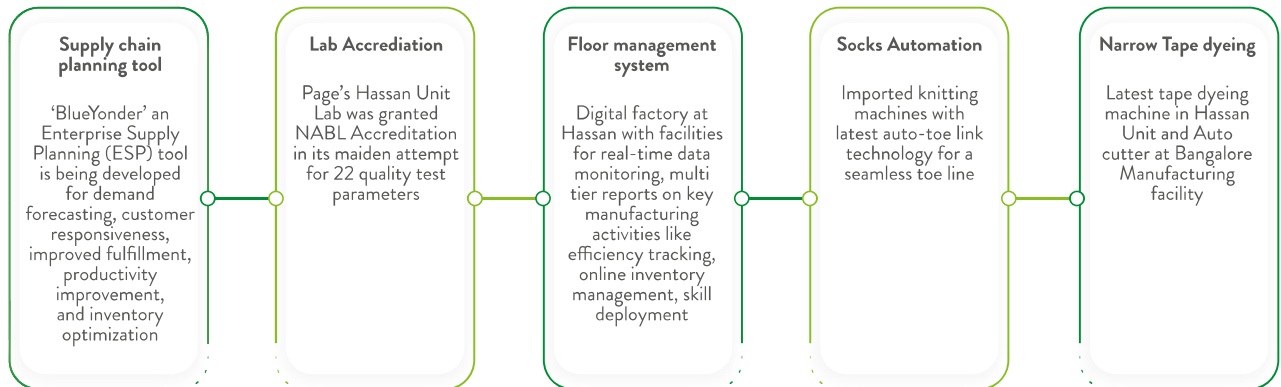 Supply chain
planning tool
‘BlueYonder’ an
Enterprise Supply
Planning (ESP) tool
is being developed
for demand
forecasting, customer
responsiveness,
improved fulfillment,
productivity
improvement,
and inventory
optimization
Lab Accrediation
Page’s Hassan Unit
Lab was granted
NABL Accreditation
in its maiden attempt
for 22 quality test
parameters
Floor management
system
Digital factory at
Hassan with facilities
for real-time data
monitoring, multi
tier reports on key
manufacturing
activities like
efficiency tracking,
online inventory
management, skill
deployment
Socks Automation
Imported knitting
machines with
latest auto-toe link
technology for a
seamless toe line
Narrow Tape dyeing
Latest tape dyeing
machine in Hassan
Unit and Auto
cutter at Bangalore
Manufacturing
facility